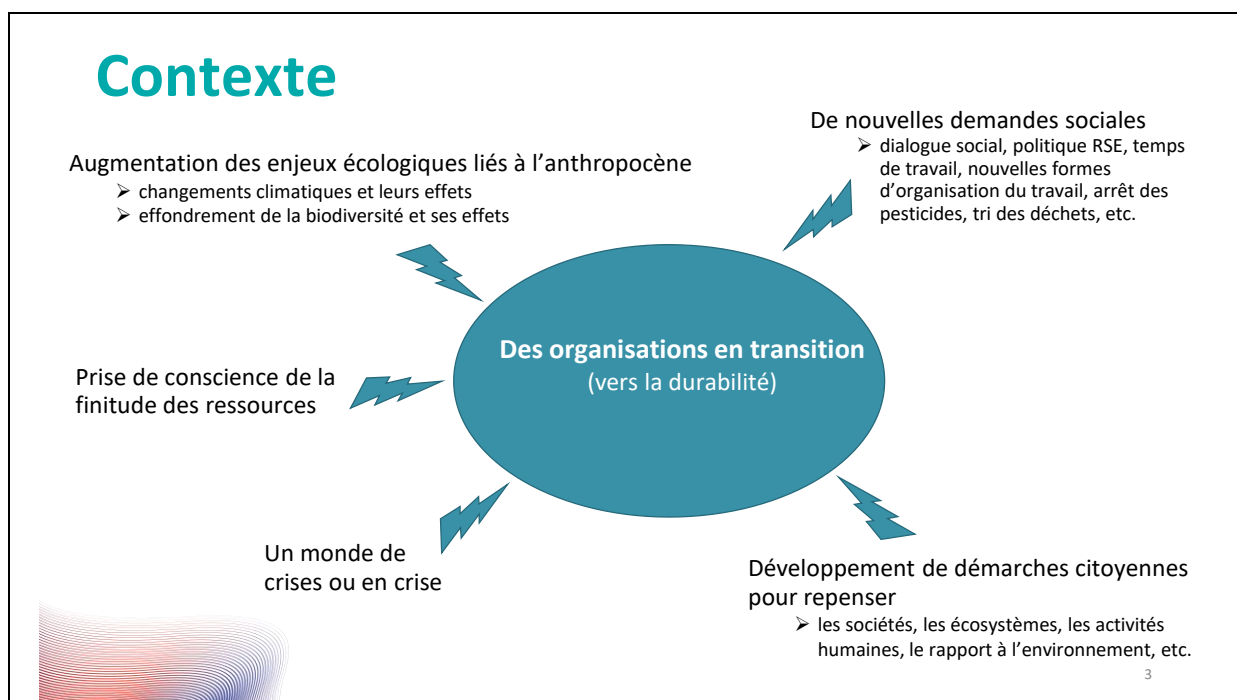 Contexte
De nouvelles demandes sociales
➢ dialogue social, politique RSE, temps
de travail, nouvelles formes
d’organisation du travail, arrêt des
pesticides, tri des déchets, etc.
Augmentation des enjeux écologiques liés à l’anthropocène
➢ changements climatiques et leurs effets
➢ effondrement de la biodiversité et ses effets
Des organisations en transition
(vers la durabilité)
Prise de conscience de la
finitude des ressources
Un monde de
crises ou en crise
Développement de démarches citoyennes
pour repenser
➢ les sociétés, les écosystèmes, les activités
humaines, le rapport à l’environnement, etc.
3